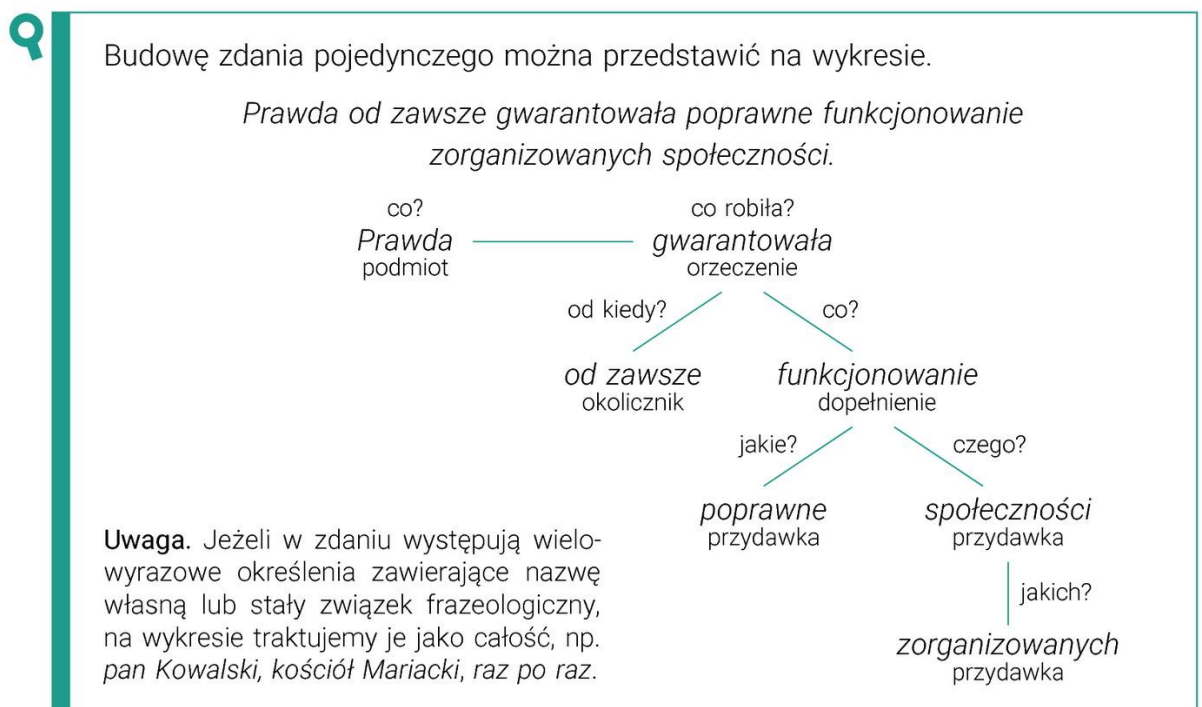 Budowę zdania pojedynczego można przedstawić na wykresie.
Prawda od zawsze gwarantowała poprawne funkcjonowanie
zorganizowanych społeczności.
co? co robiła?
Prawda gwarantowała
podmiot orzeczenie
od kiedy? co?
od zawsze funkcjonowanie
okolicznik dopełnienie
jakie? czego?
poprawne społeczności
przydawka przydawka
jakich?
zorganizowanych
przydawka
Uwaga. Jeżeli w zdaniu występują wielo-
wyrazowe określenia zawierające nazwę
własną lub stały związek frazeologiczny,
na wykresie traktujemy je jako całość, np.
pan Kowalski, kościół Mariacki, raz po raz.